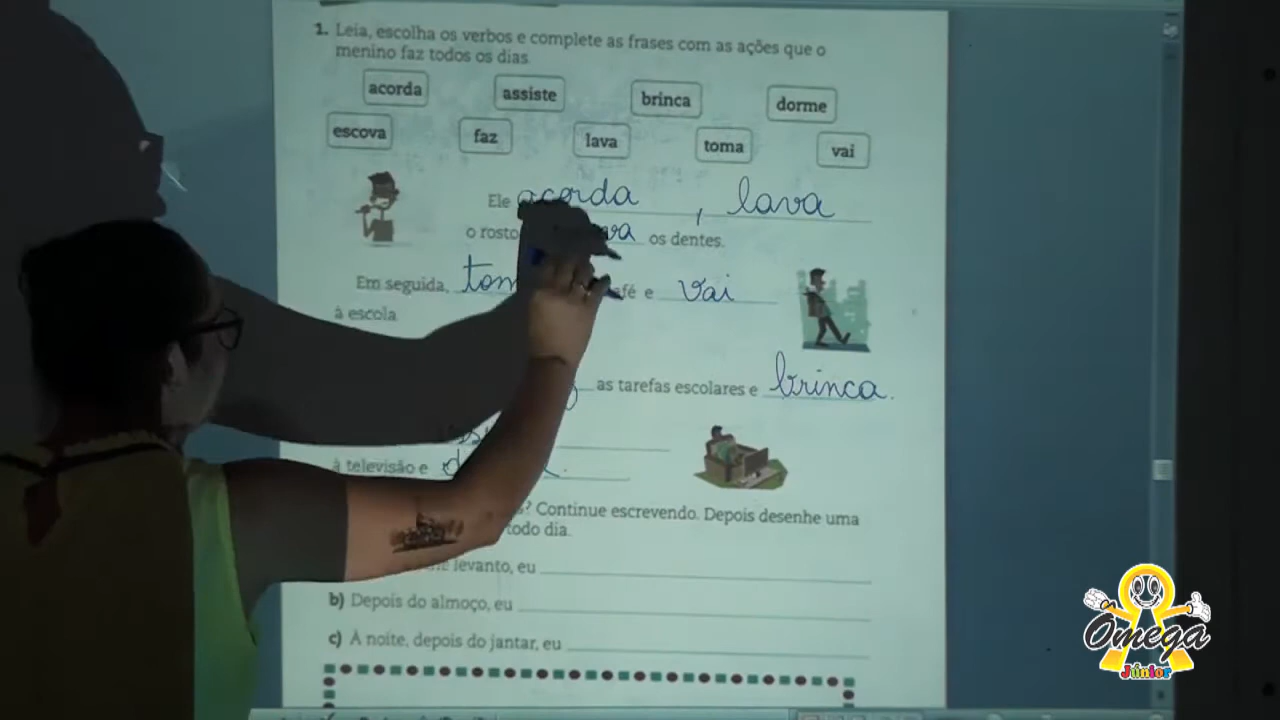 1. Leia, escolha os verbos e complete as frases com as ações que o
menino faz todos os dias.
acorda assiste brinca dorme
escova faz lava toma vai
Ele acorda, lava
o rosto os dentes.
Em seguida, e vai
à escola.
as tarefas escolares e brinca.
à televisão e
? Continue escrevendo. Depois desenhe uma
todo dia.
levanto, eu
b) Depois do almoço, eu
c) À noite, depois do jantar, eu
Omega
Júnior